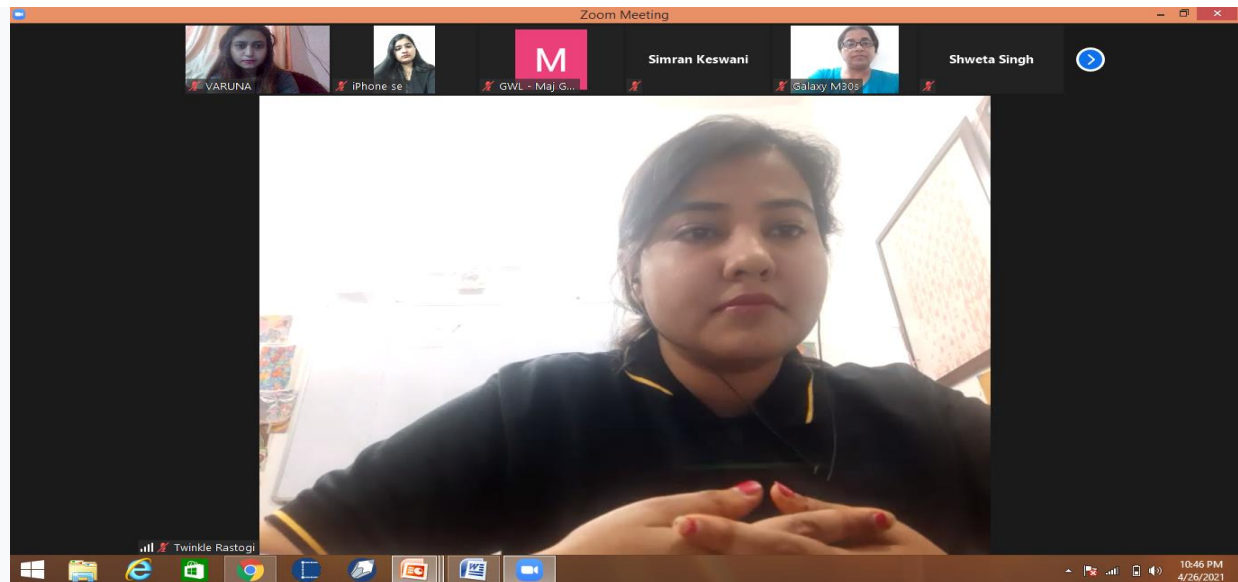 Zoom Meeting
VARUNA
iPhone se
M
GWL - Maj G...
Simran Keswani
Galaxy M30s
Shweta Singh
Twinkle Rastogi
10:46 PM
4/26/2021